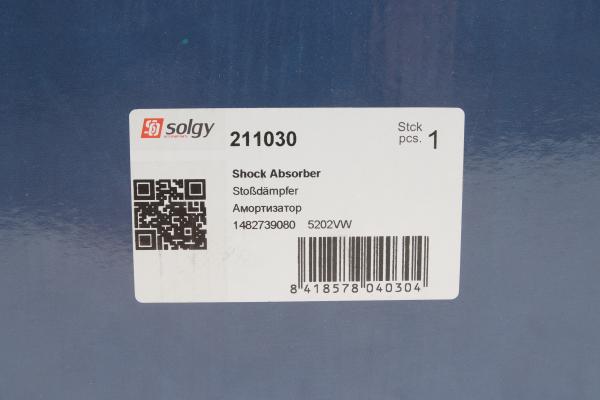 solgy
211030
Stck
pcs. 1
Shock Absorber
Stoßdämpfer
Амортизатор
1482739080 5202VW
8 418578 040304